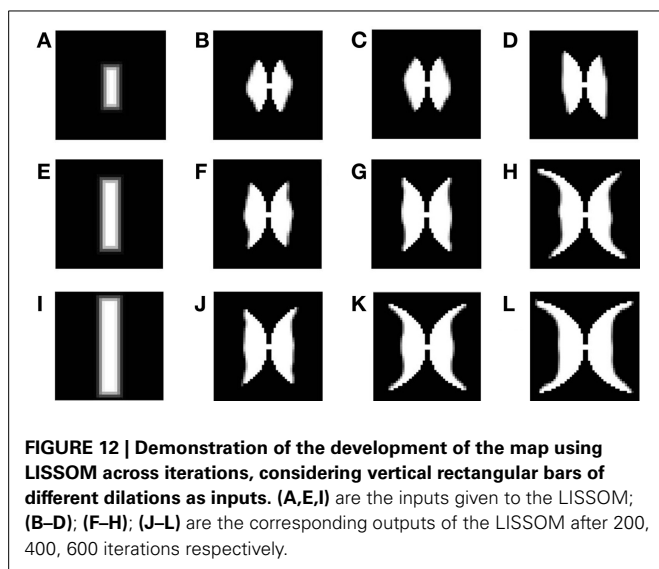 A B C D
E F G H
I J K L
FIGURE 12 | Demonstration of the development of the map using
LISSOM across iterations, considering vertical rectangular bars of
different dilations as inputs. (A,E,I) are the inputs given to the LISSOM;
(B–D); (F–H); (J–L) are the corresponding outputs of the LISSOM after 200,
400, 600 iterations respectively.